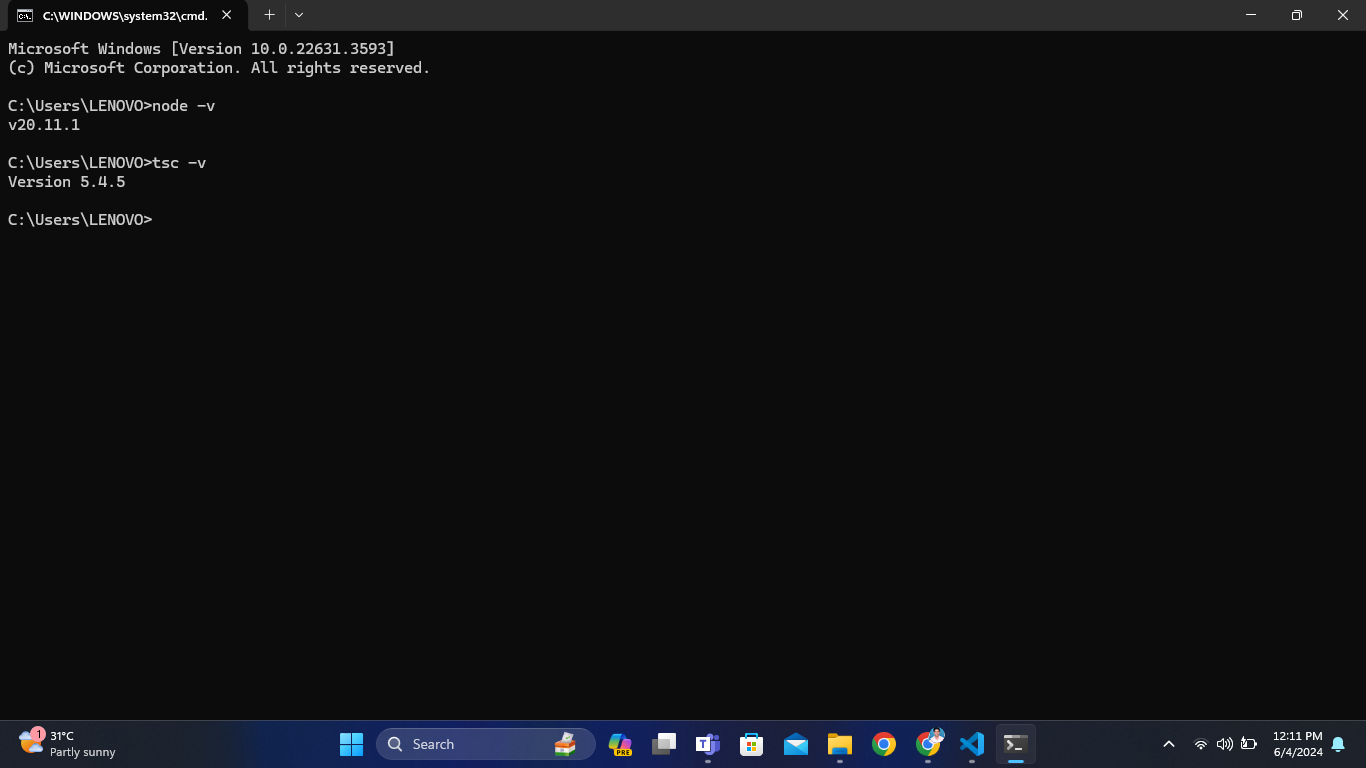 C:\WINDOWS\system32\cmd.
Microsoft Windows [Version 10.0.22631.3593]
(c) Microsoft Corporation. All rights reserved.
C:\Users\LENOVO>node -v
v20.11.1
C:\Users\LENOVO>tsc -v
Version 5.4.5
C:\Users\LENOVO>
1
31°C
Partly sunny
Search
PRE
12:11 PM
6/4/2024